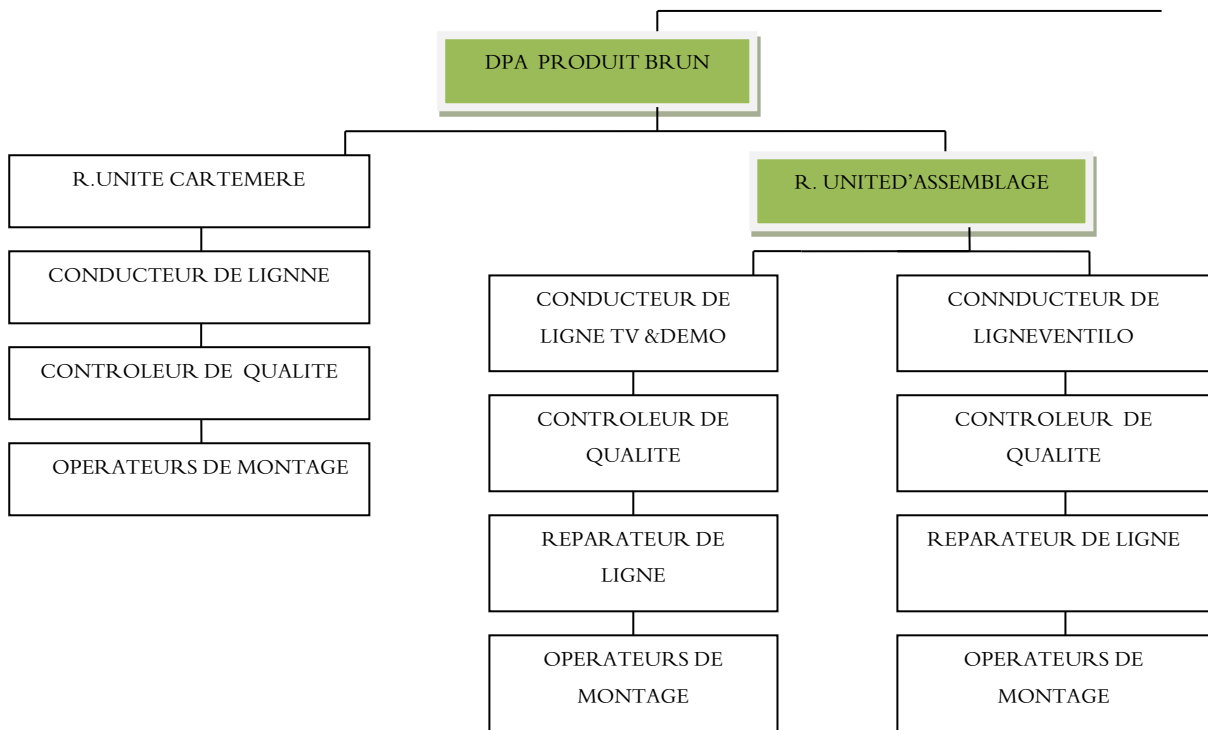 DPA PRODUIT BRUN
R.UNITE CARTEMERE
R. UNITED’ASSEMBLAGE
CONDUCTEUR DE LIGNNE
CONDUCTEUR DE
LIGNE TV &DEMO
CONNDUCTEUR DE
LIGNEVENTILO
CONTROLEUR DE QUALITE
CONTROLEUR DE
QUALITE
CONTROLEUR DE
QUALITE
OPERATEURS DE MONTAGE
REPARATEUR DE
LIGNE
REPARATEUR DE LIGNE
OPERATEURS DE
MONTAGE
OPERATEURS DE
MONTAGE